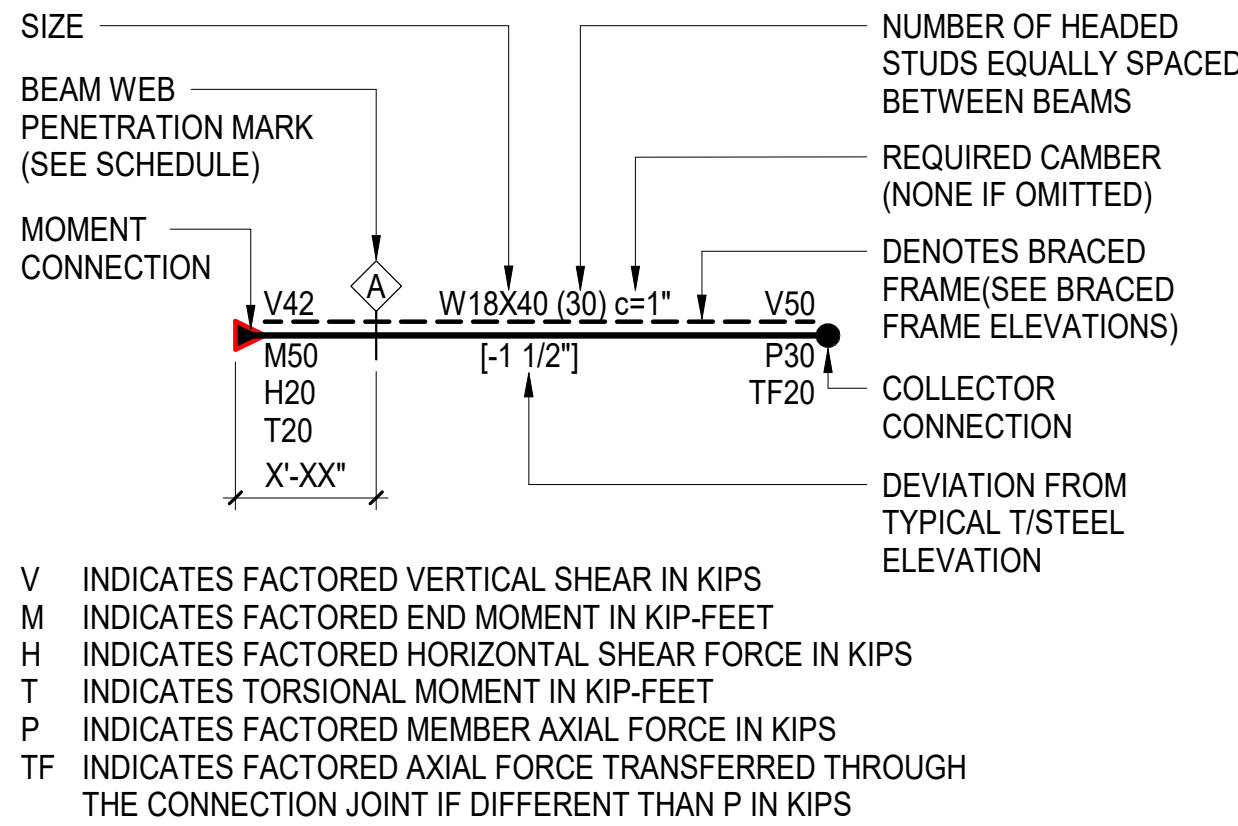 SIZE
BEAM WEB
PENETRATION MARK
(SEE SCHEDULE)
MOMENT
CONNECTION
NUMBER OF HEADED
STUDS EQUALLY SPACED
BETWEEN BEAMS
REQUIRED CAMBER
(NONE IF OMITTED)
DENOTES BRACED
FRAME(SEE BRACED
FRAME ELEVATIONS)
COLLECTOR
CONNECTION
DEVIATION FROM
TYPICAL T/STEEL
ELEVATION
A
V42 W18X40 (30) c=1" V50
M50 [-1 1/2"] P30
H20 TF20
T20
X'-XX"
V INDICATES FACTORED VERTICAL SHEAR IN KIPS
M INDICATES FACTORED END MOMENT IN KIP-FEET
H INDICATES FACTORED HORIZONTAL SHEAR FORCE IN KIPS
T INDICATES TORSIONAL MOMENT IN KIP-FEET
P INDICATES FACTORED MEMBER AXIAL FORCE IN KIPS
TF INDICATES FACTORED AXIAL FORCE TRANSFERRED THROUGH
THE CONNECTION JOINT IF DIFFERENT THAN P IN KIPS